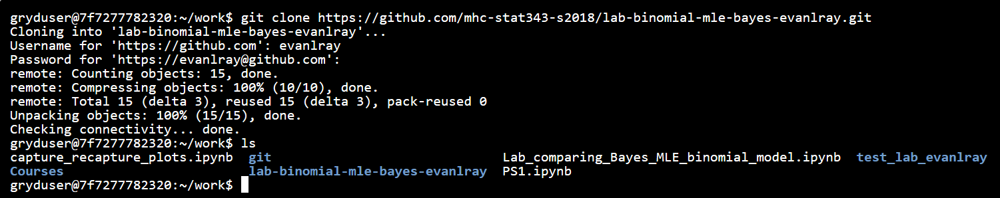 gryduser@7f7277782320:~/work$ git clone https://github.com/mhc-stat343-s2018/lab-binomial-mle-bayes-evanlray.git
Cloning into 'lab-binomial-mle-bayes-evanlray'...
Username for 'https://github.com': evanlray
Password for 'https://evanlray@github.com':
remote: Counting objects: 15, done.
remote: Compressing objects: 100% (10/10), done.
remote: Total 15 (delta 3), reused 15 (delta 3), pack-reused 0
Unpacking objects: 100% (15/15), done.
Checking connectivity... done.
gryduser@7f7277782320:~/work$ ls
capture_recapture_plots.ipynb  git                              Lab_comparing_Bayes_MLE_binomial_model.ipynb  test_lab_evanlray
Courses                        lab-binomial-mle-bayes-evanlray  PS1.ipynb
gryduser@7f7277782320:~/work$